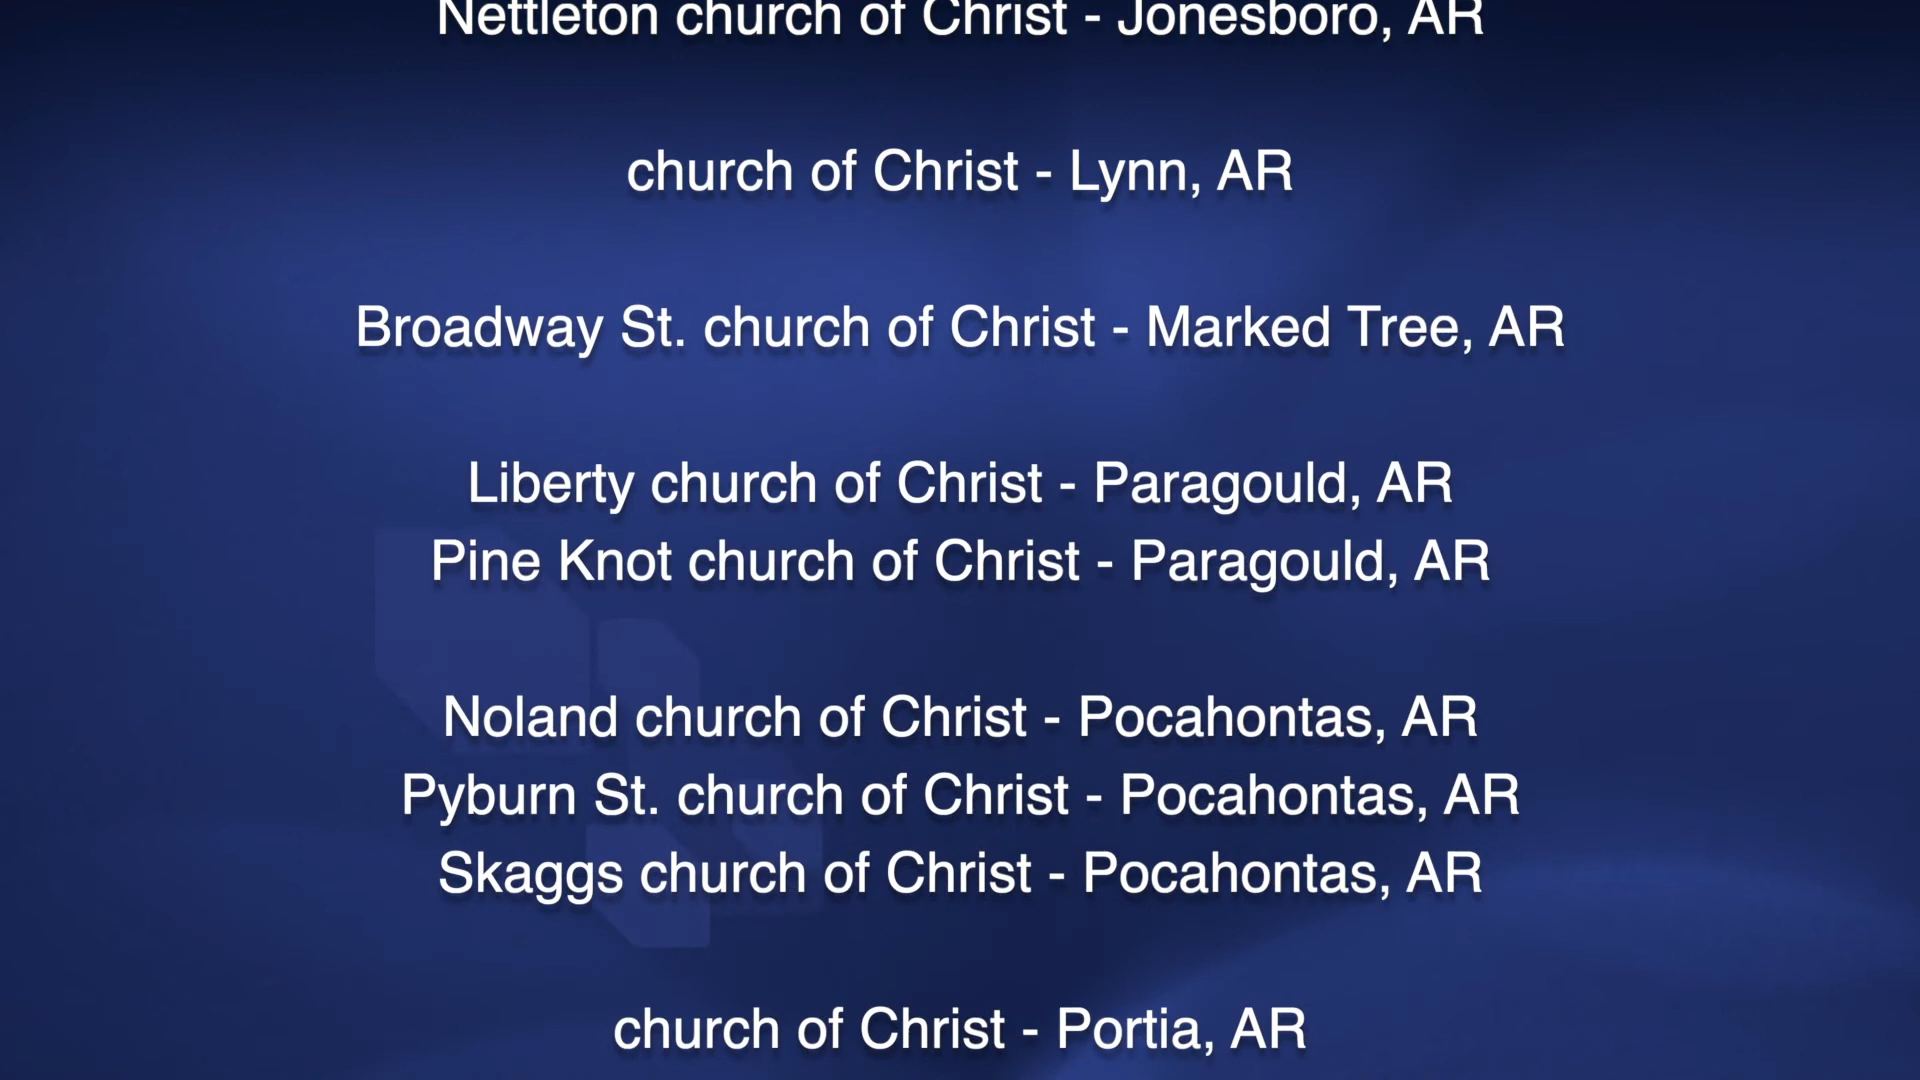 Nettleton church of Christ - Jonesboro, AR
church of Christ - Lynn, AR
Broadway St. church of Christ - Marked Tree, AR
Liberty church of Christ - Paragould, AR
Pine Knot church of Christ - Paragould, AR
Noland church of Christ - Pocahontas, AR
Pyburn St. church of Christ - Pocahontas, AR
Skaggs church of Christ - Pocahontas, AR
church of Christ - Portia, AR